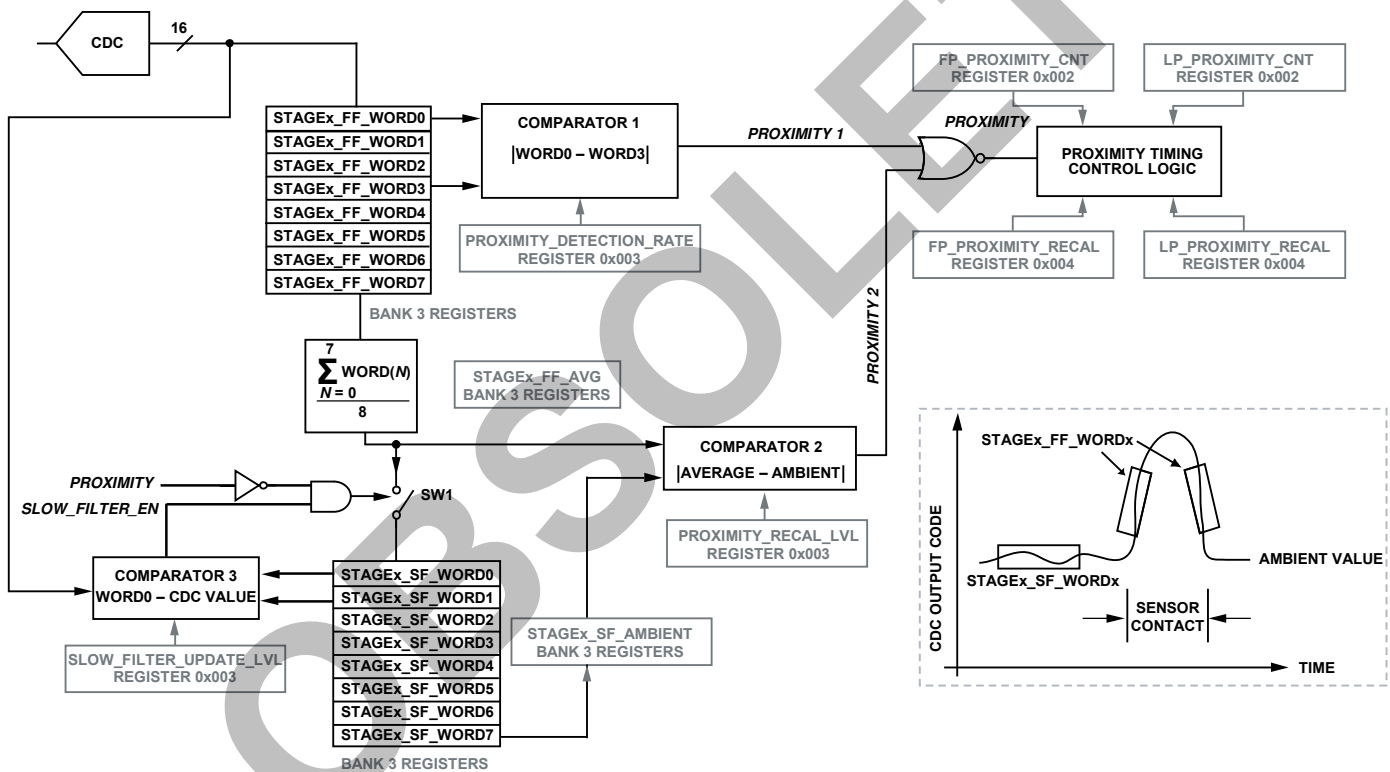 CDC
16
STAGEx_FF_WORD0
STAGEx_FF_WORD1
STAGEx_FF_WORD2
STAGEx_FF_WORD3
STAGEx_FF_WORD4
STAGEx_FF_WORD5
STAGEx_FF_WORD6
STAGEx_FF_WORD7
BANK 3 REGISTERS
COMPARATOR 1
|WORD0 – WORD3|
PROXIMITY_DETECTION_RATE
REGISTER 0x003
PROXIMITY 1
PROXIMITY
FP_PROXIMITY_CNT
REGISTER 0x002
LP_PROXIMITY_CNT
REGISTER 0x002
PROXIMITY TIMING
CONTROL LOGIC
FP_PROXIMITY_RECAL
REGISTER 0x004
LP_PROXIMITY_RECAL
REGISTER 0x004
PROXIMITY 2
7
Σ WORD(N)
N = 0
8
STAGEx_FF_AVG
BANK 3 REGISTERS
COMPARATOR 2
|AVERAGE – AMBIENT|
PROXIMITY_RECAL_LVL
REGISTER 0x003
PROXIMITY
SLOW_FILTER_EN
SW1
COMPARATOR 3
WORD0 – CDC VALUE
SLOW_FILTER_UPDATE_LVL
REGISTER 0x003
STAGEx_SF_WORD0
STAGEx_SF_WORD1
STAGEx_SF_WORD2
STAGEx_SF_WORD3
STAGEx_SF_WORD4
STAGEx_SF_WORD5
STAGEx_SF_WORD6
STAGEx_SF_WORD7
BANK 3 REGISTERS
STAGEx_SF_AMBIENT
BANK 3 REGISTERS
CDC OUTPUT CODE
STAGEx_FF_WORDx
STAGEx_SF_WORDx
AMBIENT VALUE
SENSOR
CONTACT
TIME
OBSOLET